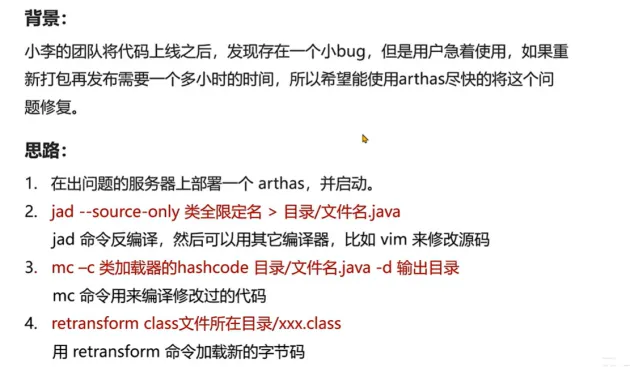 背景：
小李的团队将代码上线之后，发现存在一个小bug，但是用户急着使用，如果重
新打包再发布需要一个多小时的时间，所以希望能使用arthas尽快的将这个问
题修复。
思路：
1. 在出问题的服务器上部署一个 arthas，并启动。
2. jad --source-only 类全限定名 > 目录/文件名.java
jad 命令反编译，然后可以用其它编译器，比如 vim 来修改源码
3. mc –c 类加载器的hashcode 目录/文件名.java -d 输出目录
mc 命令用来编译修改过的代码
4. retransform class文件所在目录/xxx.class
用 retransform 命令加载新的字节码